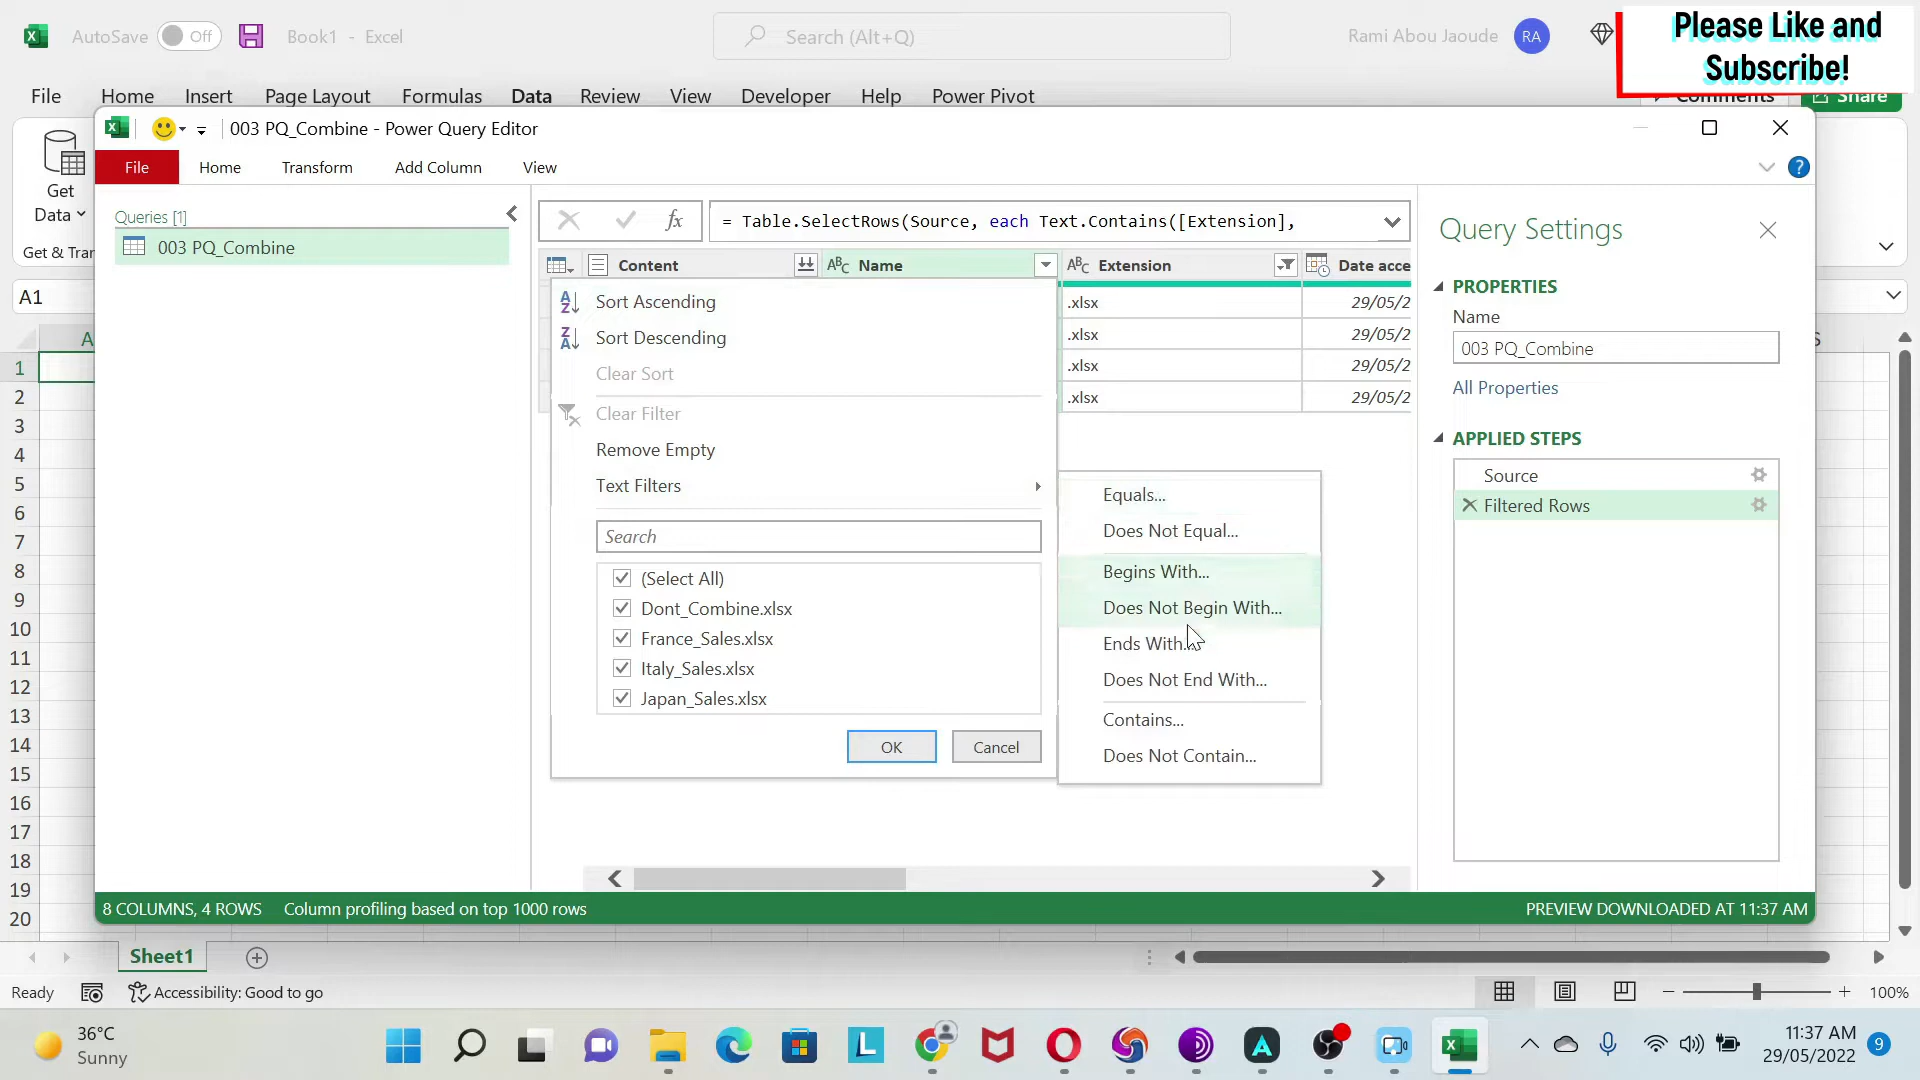 AutoSave Off Book1 - Excel Search (Alt+Q) Rami Abou Jaoude RA
Please Like and
Subscribe!
File Home Insert Page Layout Formulas Data Review View Developer Help Power Pivot Comments Share
003 PQ_Combine - Power Query Editor
File Home Transform Add Column View
Get
Data
Get & Tran
A1
Queries [1]
003 PQ_Combine
fx = Table.SelectRows(Source, each Text.Contains([Extension],
Content ABC Name ABC Extension Date acce
.xlsx 29/05/2
.xlsx 29/05/2
.xlsx 29/05/2
.xlsx 29/05/2
Sort Ascending
Sort Descending
Clear Sort
Clear Filter
Remove Empty
Text Filters
Search
(Select All)
Dont_Combine.xlsx
France_Sales.xlsx
Italy_Sales.xlsx
Japan_Sales.xlsx
OK Cancel
Equals...
Does Not Equal...
Begins With...
Does Not Begin With...
Ends With...
Does Not End With...
Contains...
Does Not Contain...
Query Settings
PROPERTIES
Name
003 PQ_Combine
All Properties
APPLIED STEPS
Source
Filtered Rows
A
S
1
2
3
4
5
6
7
8
9
10
11
12
13
14
15
16
17
18
19
20
8 COLUMNS, 4 ROWS Column profiling based on top 1000 rows PREVIEW DOWNLOADED AT 11:37 AM
Sheet1
Ready Accessibility: Good to go 100%
36°C
Sunny
11:37 AM
29/05/2022 9